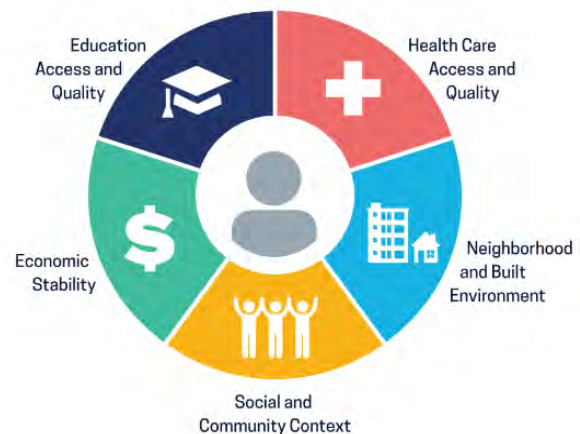 Education
Access and
Quality
Health Care
Access and
Quality
Economic
Stability
Neighborhood
and Built
Environment
Social and
Community Context
$